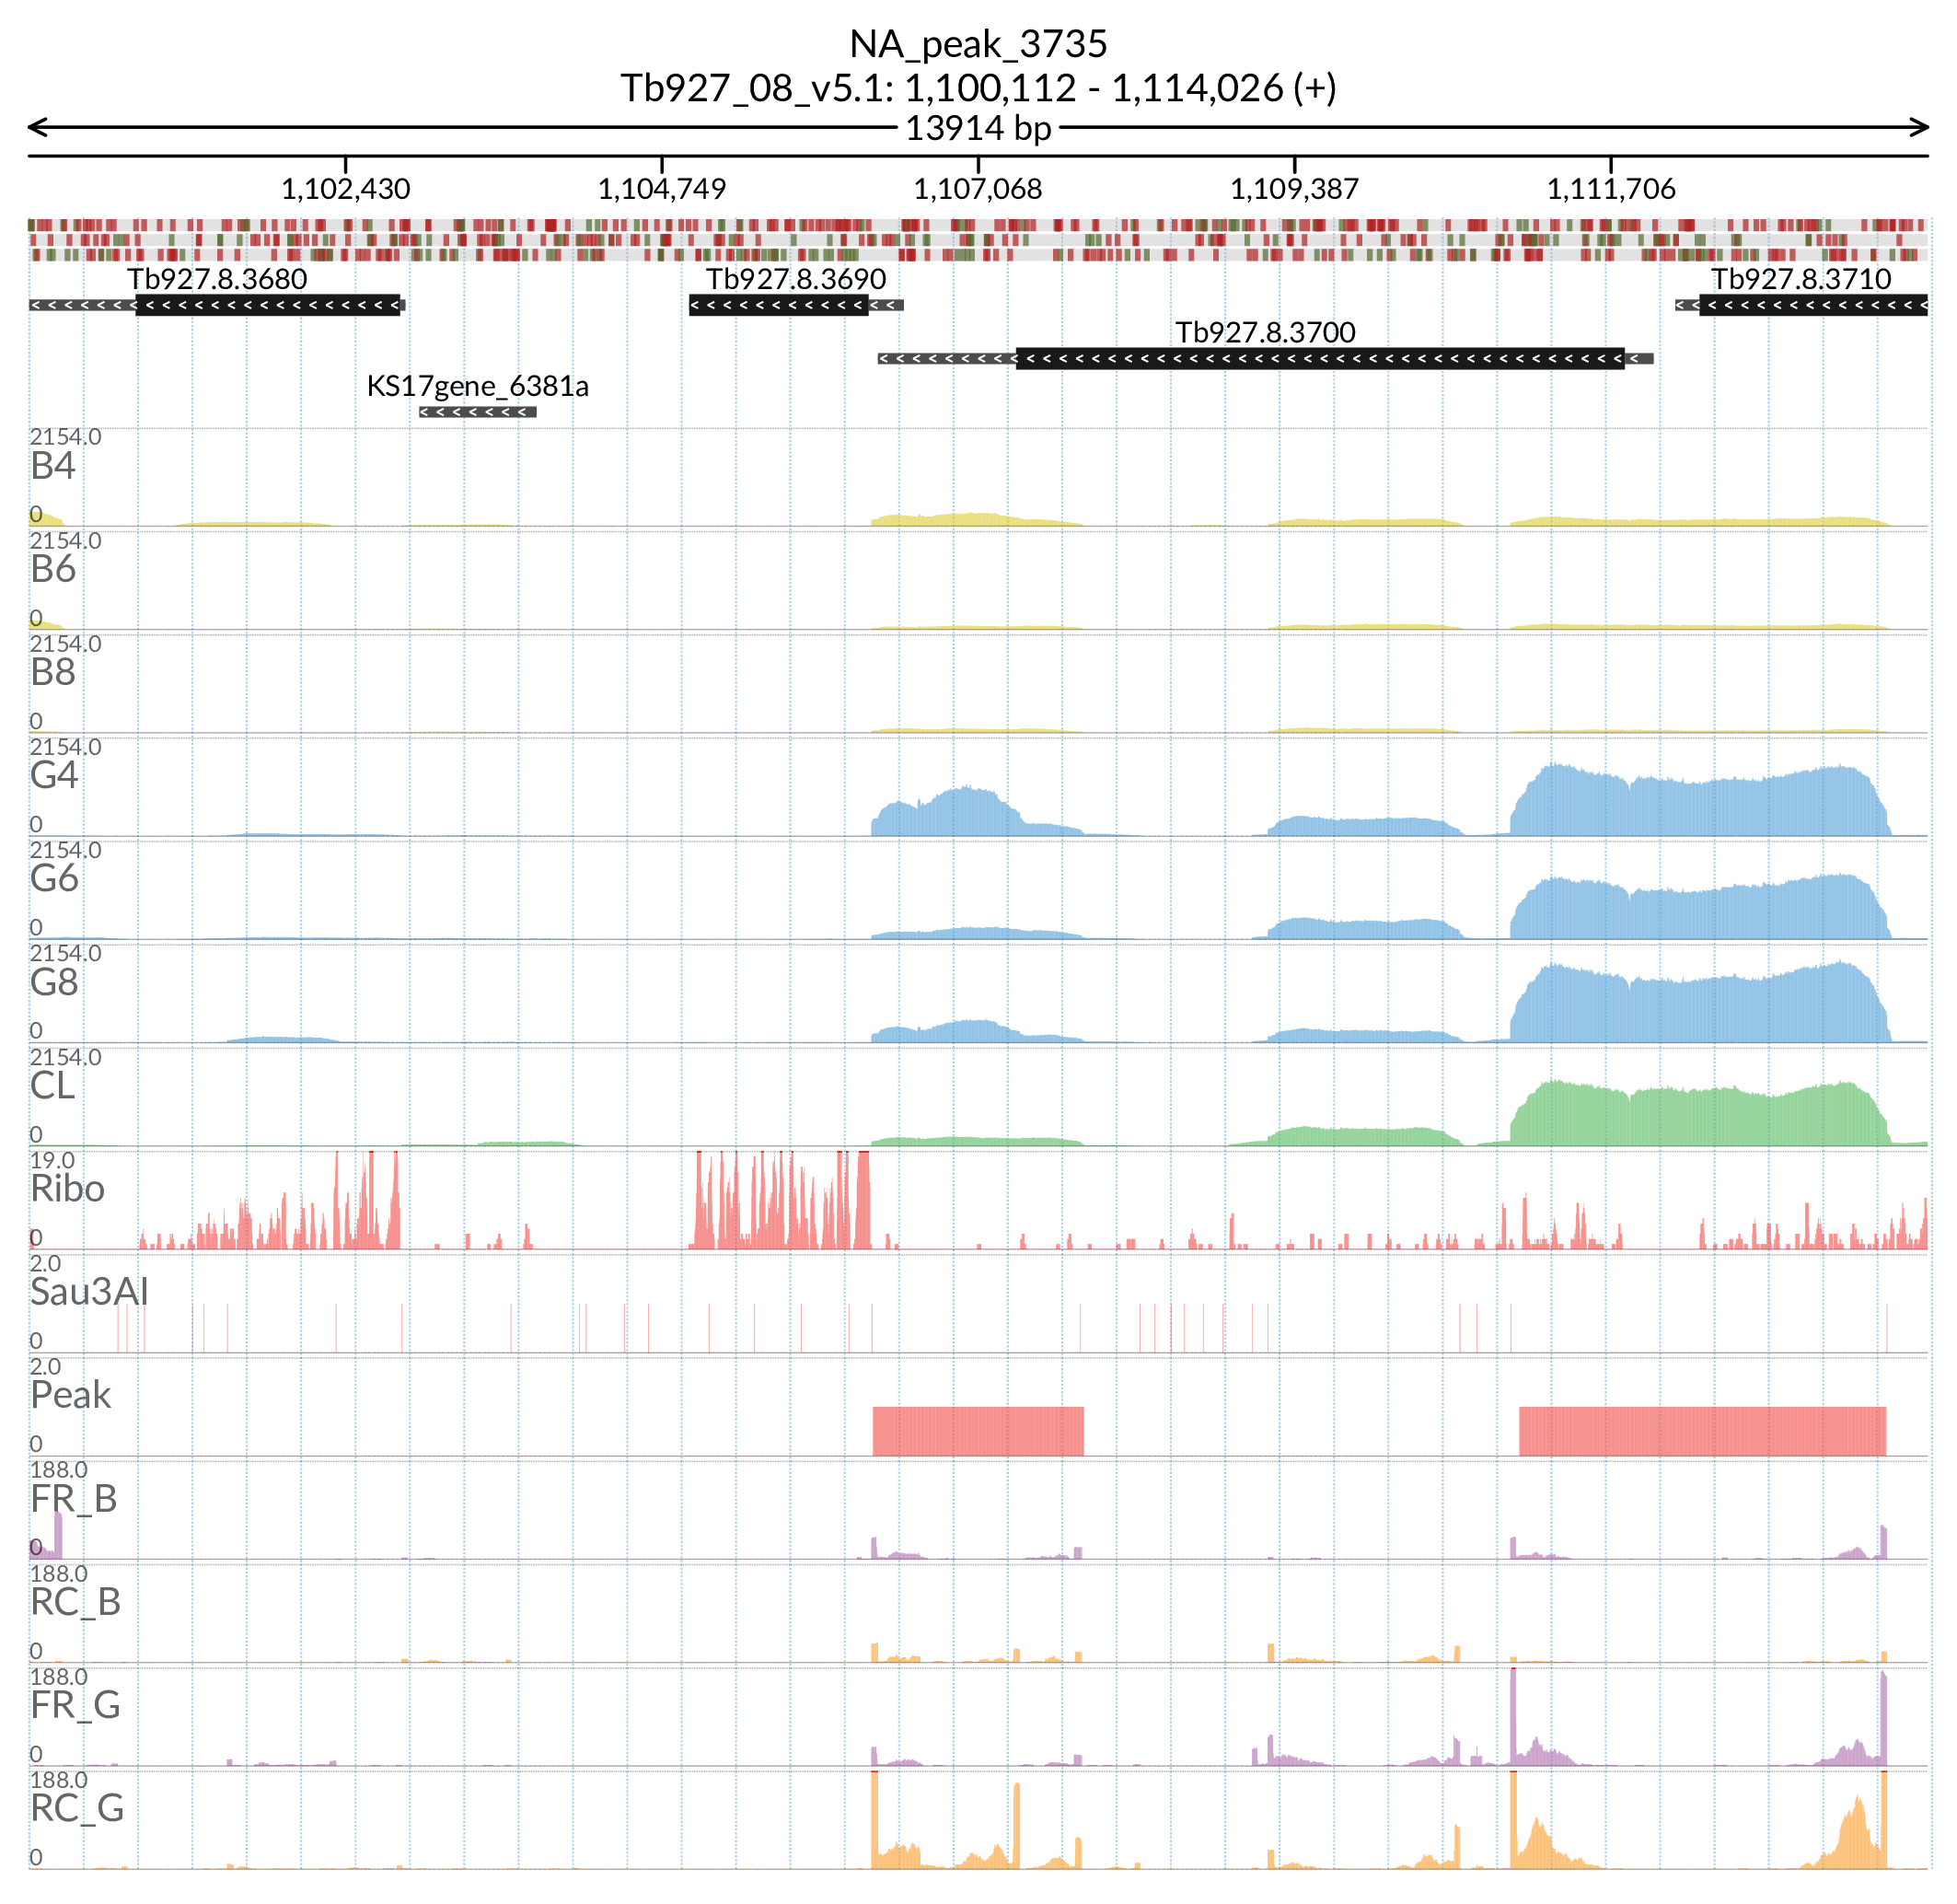 NA_peak_3735
Tb927_08_v5.1: 1,100,112 - 1,114,026 (+)
13914 bp
1,102,430 1,104,749 1,107,068 1,109,387 1,111,706
Tb927.8.3680 Tb927.8.3690 Tb927.8.3710
Tb927.8.3700
KS17gene_6381a
2154.0
B4
0
2154.0
B6
0
2154.0
B8
0
2154.0
G4
0
2154.0
G6
0
2154.0
G8
0
2154.0
CL
0
19.0
Ribo
0
2.0
Sau3AI
0
2.0
Peak
0
188.0
FR_B
0
188.0
RC_B
0
188.0
FR_G
0
188.0
RC_G
0